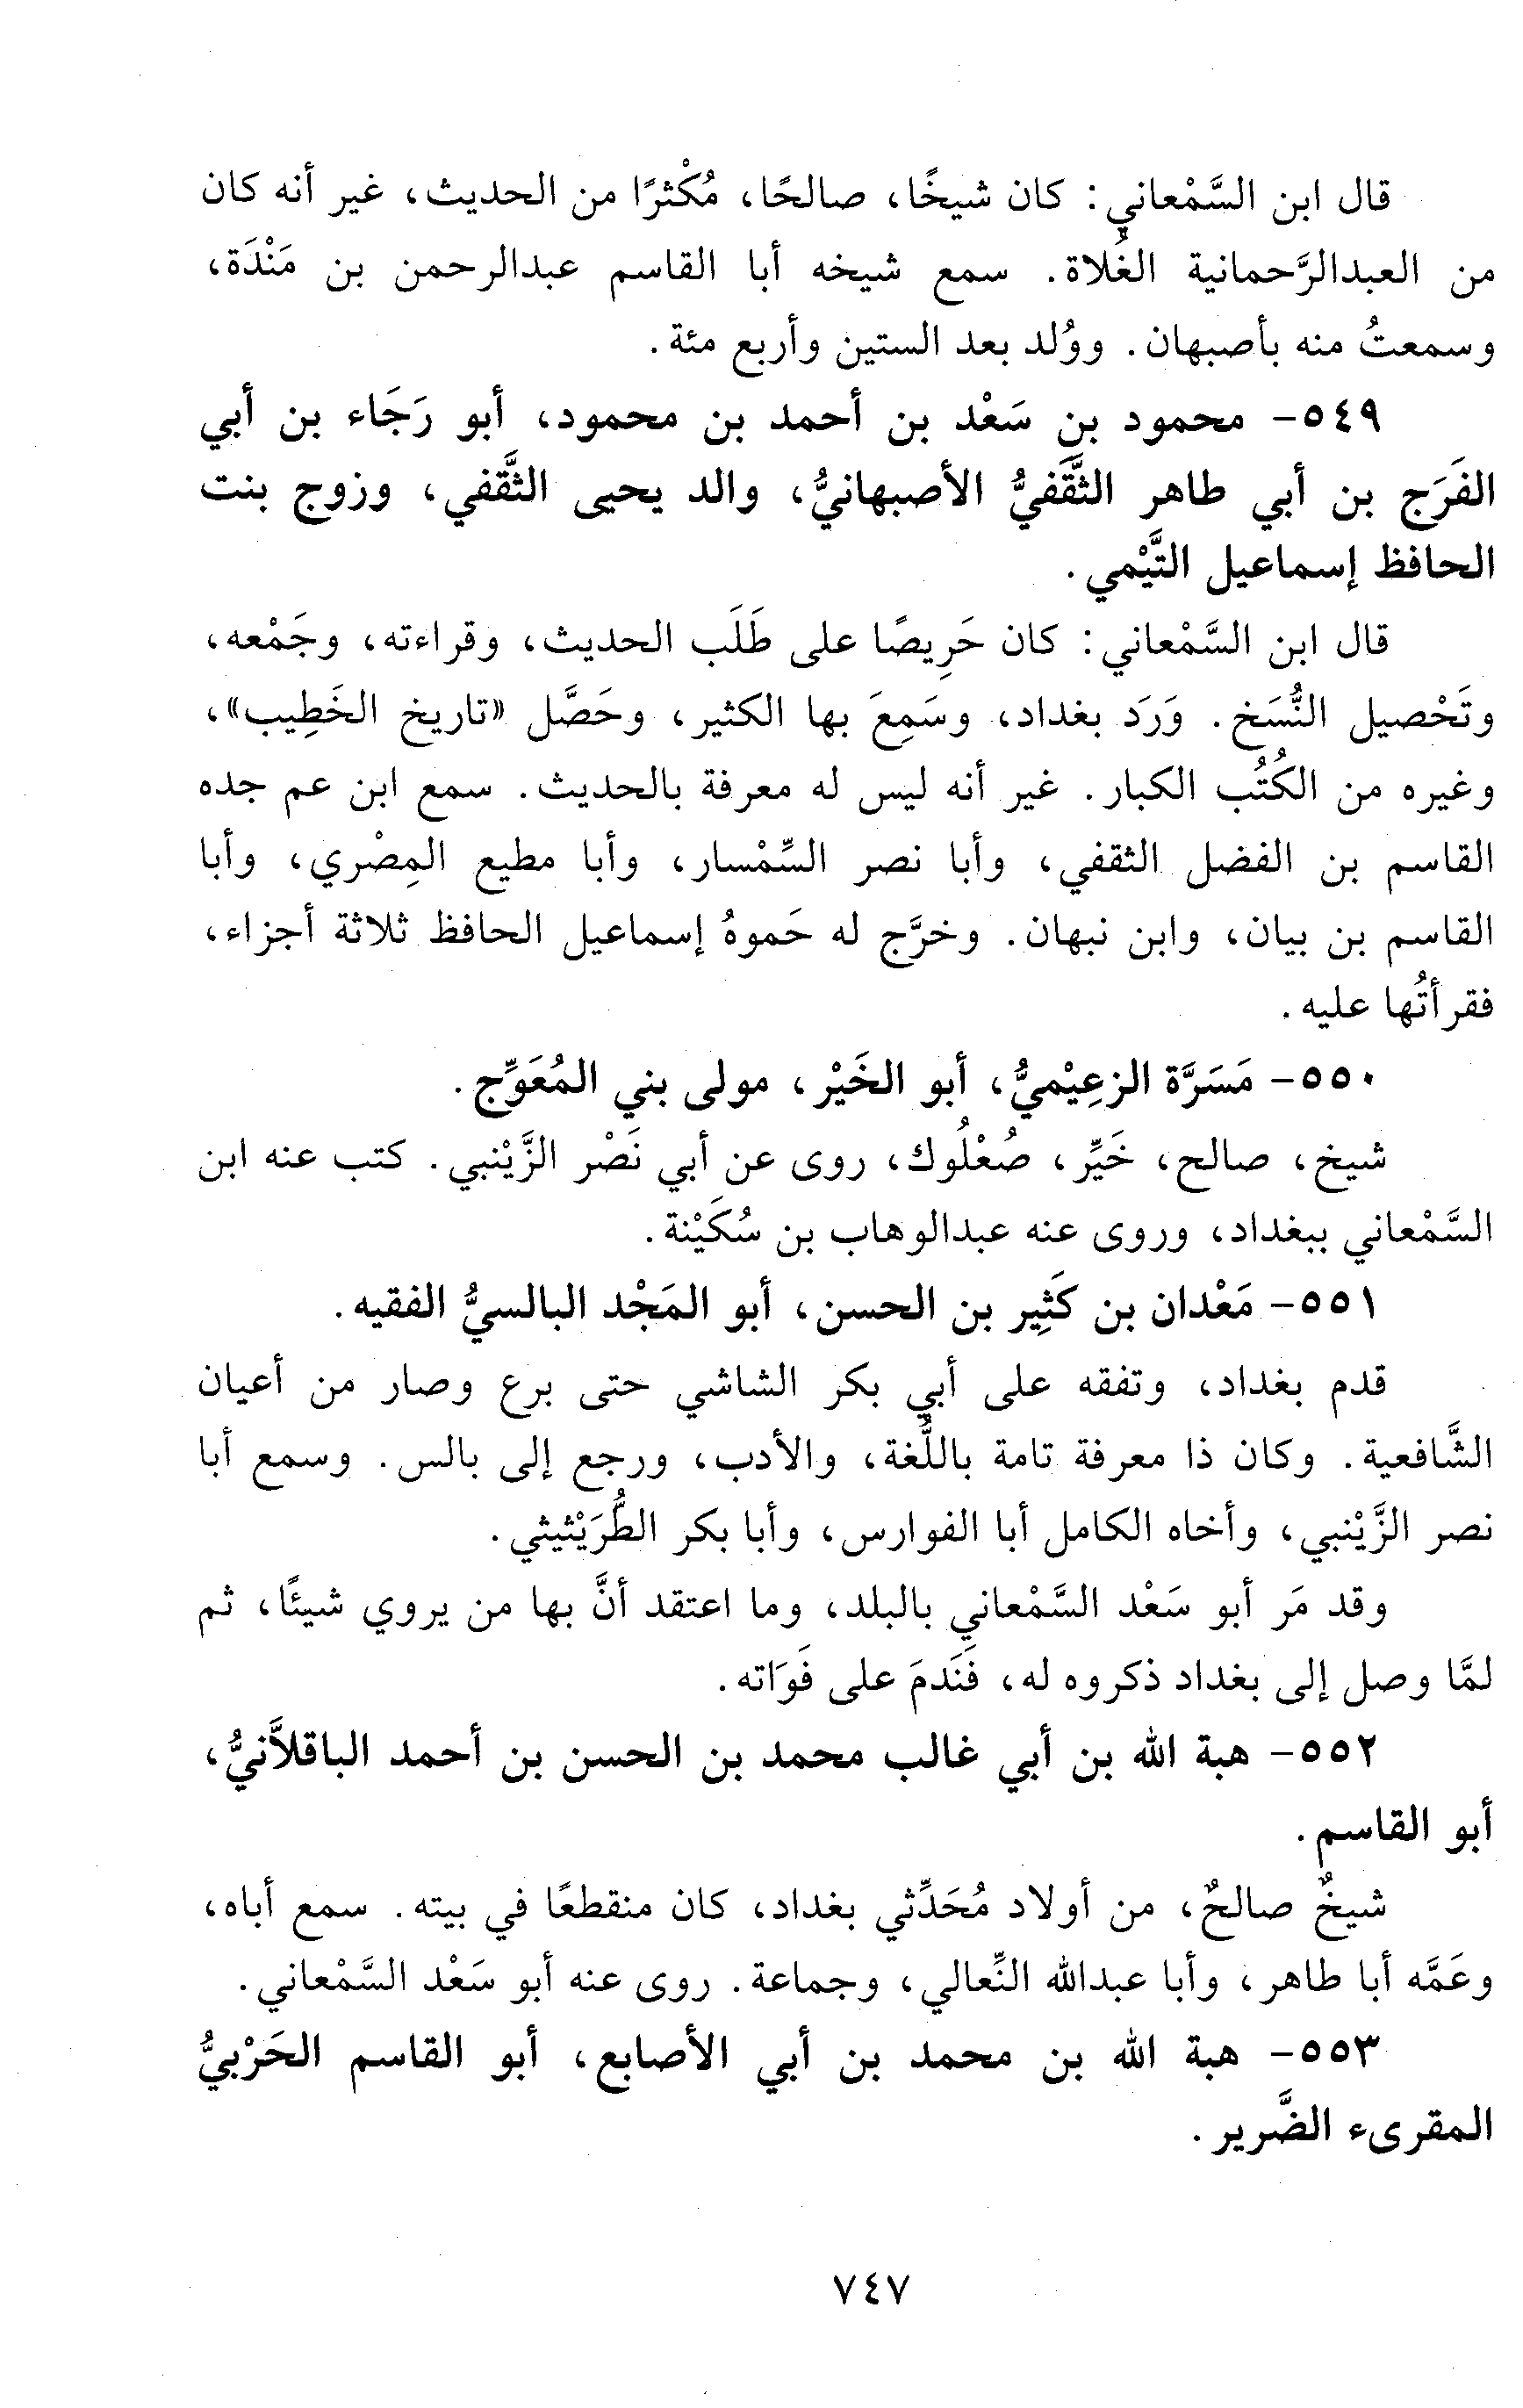 قال ابن السَّمْعاني: كان شيخًا، صالحًا، مُكْثرًا من الحديث، غير أنه كان
من العبدالرَّحمانية الغُلاة. سمع شيخه أبا القاسم عبدالرحمن بن مَنْدَة،
وسمعتُ منه بأصبهان. ووُلد بعد الستين وأربع مئة.
٥٤٩- محمود بن سَعْد بن أحمد بن محمود، أبو رَجَاء بن أبي
الفَرَج بن أبي طاهر الثَّقَفيُّ الأصبهانيُّ، والد يحيى الثَّقفي، وزوج بنت
الحافظ إسماعيل التَّيْمي.
قال ابن السَّمْعاني: كان حَرِيصًا على طَلَب الحديث، وقراءته، وجَمْعه،
وتَحْصيل النُّسَخ. وَرَدَ بغداد، وسَمِعَ بها الكثير، وحَصَّل «تاريخ الخَطِيب»،
وغيره من الكُتُب الكبار. غير أنه ليس له معرفة بالحديث. سمع ابن عم جده
القاسم بن الفضل الثقفي، وأبا نصر السِّمْسار، وأبا مطيع المِصْري، وأبا
القاسم بن بيان، وابن نبهان. وخرَّج له حَموهُ إسماعيل الحافظ ثلاثة أجزاء،
فقرأتُها عليه.
٥٥٠- مَسَرَّة الزعِيْميُّ، أبو الخَيْر، مولى بني المُعَوِّج.
شيخ، صالح، خَيِّر، صُعْلُوك، روى عن أبي نَصْر الزَّيْنبي. كتب عنه ابن
السَّمْعاني ببغداد، وروى عنه عبدالوهاب بن سُكَيْنة.
٥٥١- مَعْدان بن كَثِير بن الحسن، أبو المَجْد البالسيُّ الفقيه.
قدم بغداد، وتفقه على أبي بكر الشاشي حتى برع وصار من أعيان
الشَّافعية. وكان ذا معرفة تامة باللُّغة، والأدب، ورجع إلى بالس. وسمع أبا
نصر الزَّيْنبي، وأخاه الكامل أبا الفوارس، وأبا بكر الطُّرَيْثيثي.
وقد مَر أبو سَعْد السَّمْعاني بالبلد، وما اعتقد أنَّ بها من يروي شيئًا، ثم
لمَّا وصل إلى بغداد ذكروه له، فَنَدمَ على فَوَاته.
٥٥٢- هبة الله بن أبي غالب محمد بن الحسن بن أحمد الباقلاَّنيُّ،
أبو القاسم.
شيخٌ صالحٌ، من أولاد مُحَدِّثي بغداد، كان منقطعًا في بيته. سمع أباه،
وعَمَّه أبا طاهر، وأبا عبدالله النِّعالي، وجماعة. روى عنه أبو سَعْد السَّمْعاني.
٥٥٣- هبة الله بن محمد بن أبي الأصابع، أبو القاسم الحَرْبيُّ
المقرىء الضَّرير.
٧٤٧